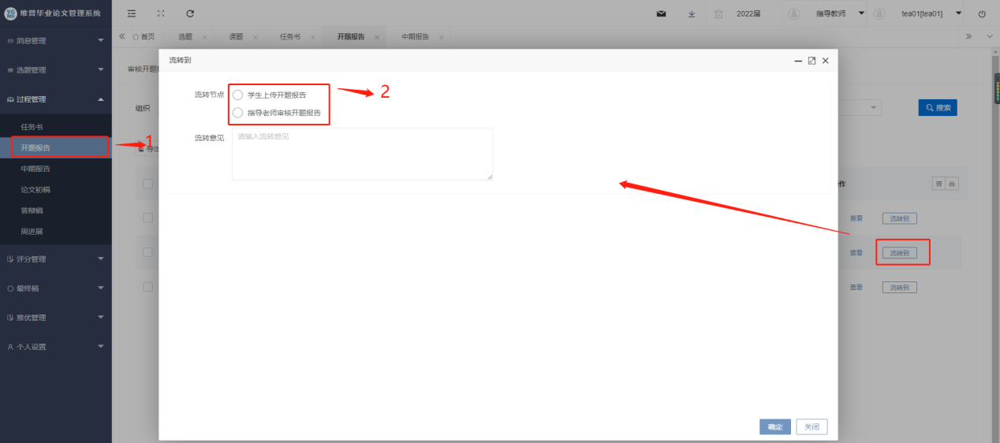 维普毕业论文管理系统
2022届
指导教师
tea01[tea01]
消息管理
选题管理
过程管理
任务书
开题报告
中期报告
论文初稿
答辩稿
周进展
评分管理
最终稿
推优管理
个人设置
首页
选题
课题
任务书
开题报告
中期报告
审核开题
组织
搜索
导出
作
查看
流转到
查看
流转到
查看
流转到
1
流转到
流转节点
学生上传开题报告
指导老师审核开题报告
2
流转意见
请输入流转意见
确定
关闭